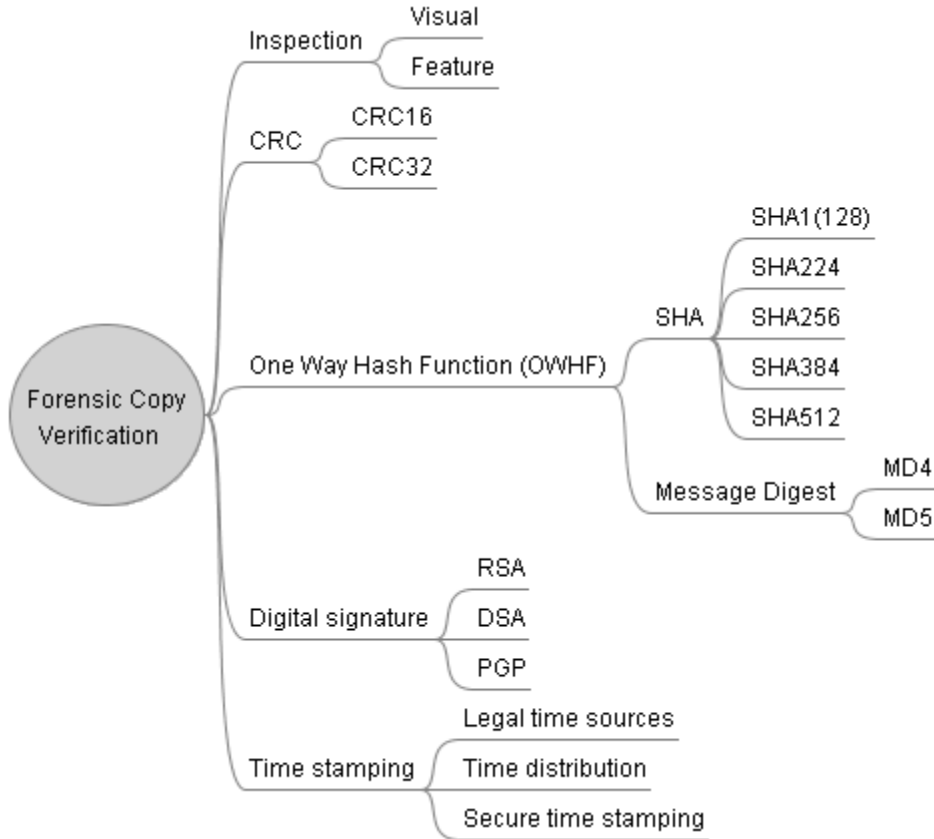 Forensic Copy
Verification
Inspection
Visual
Feature
CRC
CRC16
CRC32
One Way Hash Function (OWHF)
SHA
SHA1(128)
SHA224
SHA256
SHA384
SHA512
Message Digest
MD4
MD5
Digital signature
RSA
DSA
PGP
Time stamping
Legal time sources
Time distribution
Secure time stamping